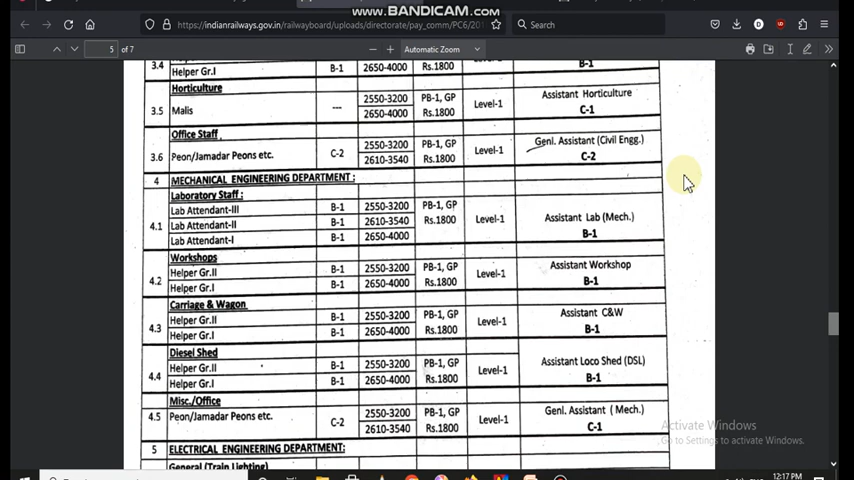 www.BANDICAM.com
https://indianrailways.gov.in/railwayboard/uploads/directorate/pay_comm/PC6/201
Search
5 of 7
Automatic Zoom
3.4
Helper Gr.I B-1 2650-4000 Rs.1800 B-1
Horticulture
3.5 Malis --- 2550-3200 2650-4000 PB-1, GP Rs.1800 Level-1 Assistant Horticulture C-1
Office Staff
3.6 Peon/Jamadar Peons etc. C-2 2550-3200 2610-3540 PB-1, GP Rs.1800 Level-1 Genl. Assistant (Civil Engg.) C-2
4 MECHANICAL ENGINEERING DEPARTMENT :
Laboratory Staff :
4.1 Lab Attendant-III B-1 2550-3200 PB-1, GP Rs.1800 Level-1 Assistant Lab (Mech.) B-1
Lab Attendant-II B-1 2610-3540
Lab Attendant-I B-1 2650-4000
Workshops
4.2 Helper Gr.II B-1 2550-3200 PB-1, GP Rs.1800 Level-1 Assistant Workshop B-1
Helper Gr.I B-1 2650-4000
Carriage & Wagon
4.3 Helper Gr.II B-1 2550-3200 PB-1, GP Rs.1800 Level-1 Assistant C&W B-1
Helper Gr.I B-1 2650-4000
Diesel Shed
4.4 Helper Gr.II B-1 2550-3200 PB-1, GP Rs.1800 Level-1 Assistant Loco Shed (DSL) B-1
Helper Gr.I B-1 2650-4000
Misc./Office
4.5 Peon/Jamadar Peons etc. C-2 2550-3200 2610-3540 PB-1, GP Rs.1800 Level-1 Genl. Assistant ( Mech.) C-1
5 ELECTRICAL ENGINEERING DEPARTMENT:
General (Train Lighting)
Activate Windows
Go to Settings to activate Windows.
12:17 PM